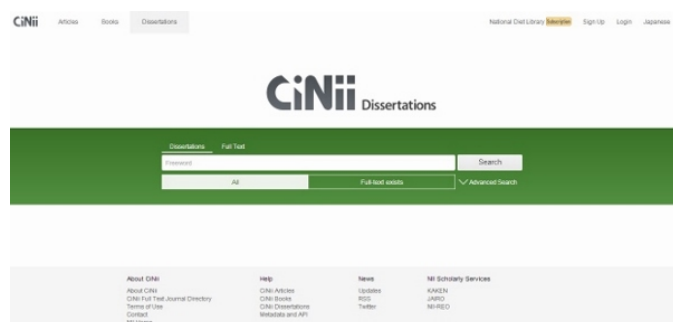 CiNii Articles Books Dissertations National Diet Library Subscription Sign Up Login Japanese
CiNii Dissertations
Dissertations Full Text
Freeword Search
All Full-text exists Advanced Search
About CiNii Help News NII Scholarly Services
About CiNii CiNii Articles Updates KAKEN
CiNii Full Text Journal Directory CiNii Books RSS JAIRO
Terms of Use CiNii Dissertations Twitter NII-REO
Contact Metadata and API